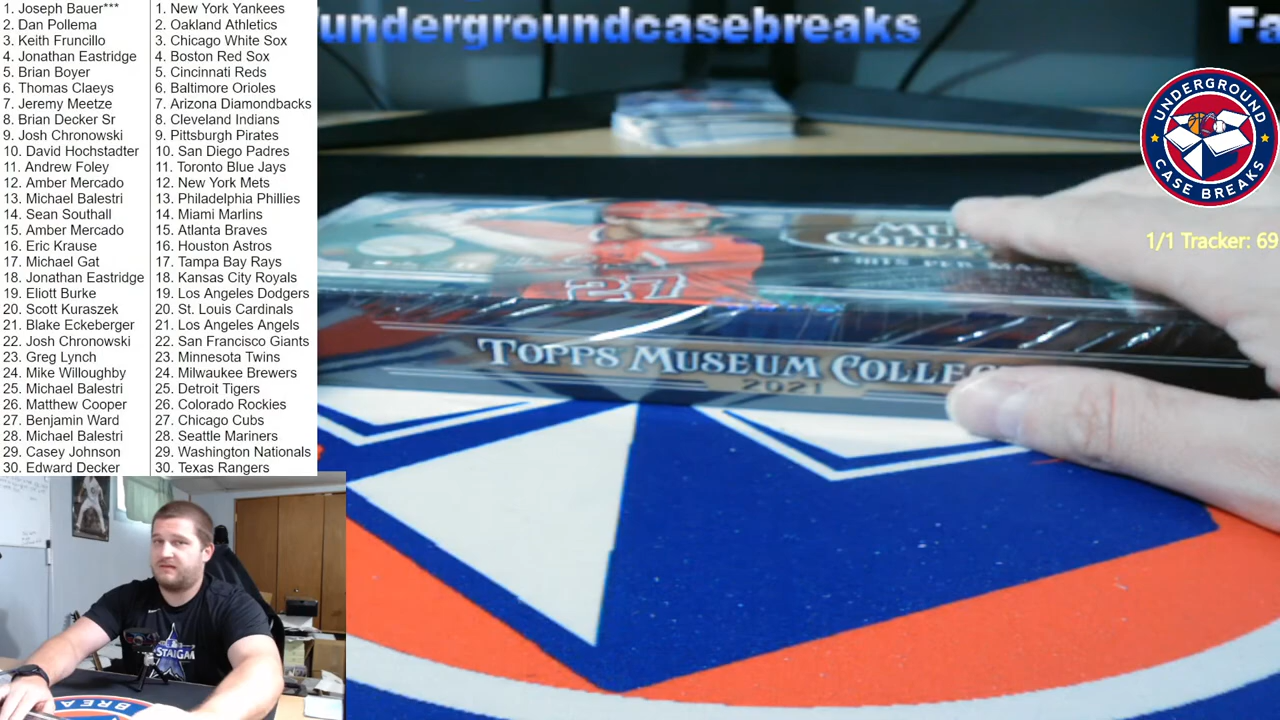 1. Joseph Bauer***
2. Dan Pollema
3. Keith Fruncillo
4. Jonathan Eastridge
5. Brian Boyer
6. Thomas Claeys
7. Jeremy Meetze
8. Brian Decker Sr
9. Josh Chronowski
10. David Hochstadter
11. Andrew Foley
12. Amber Mercado
13. Michael Balestri
14. Sean Southall
15. Amber Mercado
16. Eric Krause
17. Michael Gat
18. Jonathan Eastridge
19. Eliott Burke
20. Scott Kuraszek
21. Blake Eckeberger
22. Josh Chronowski
23. Greg Lynch
24. Mike Willoughby
25. Michael Balestri
26. Matthew Cooper
27. Benjamin Ward
28. Michael Balestri
29. Casey Johnson
30. Edward Decker
1. New York Yankees
2. Oakland Athletics
3. Chicago White Sox
4. Boston Red Sox
5. Cincinnati Reds
6. Baltimore Orioles
7. Arizona Diamondbacks
8. Cleveland Indians
9. Pittsburgh Pirates
10. San Diego Padres
11. Toronto Blue Jays
12. New York Mets
13. Philadelphia Phillies
14. Miami Marlins
15. Atlanta Braves
16. Houston Astros
17. Tampa Bay Rays
18. Kansas City Royals
19. Los Angeles Dodgers
20. St. Louis Cardinals
21. Los Angeles Angels
22. San Francisco Giants
23. Minnesota Twins
24. Milwaukee Brewers
25. Detroit Tigers
26. Colorado Rockies
27. Chicago Cubs
28. Seattle Mariners
29. Washington Nationals
30. Texas Rangers
undergroundcasebreaks
Fa
UNDERGROUND
CASE BREAKS
1/1 Tracker: 69
27
HITS PER
TOPPS MUSEUM COLLEC
2021
BREA